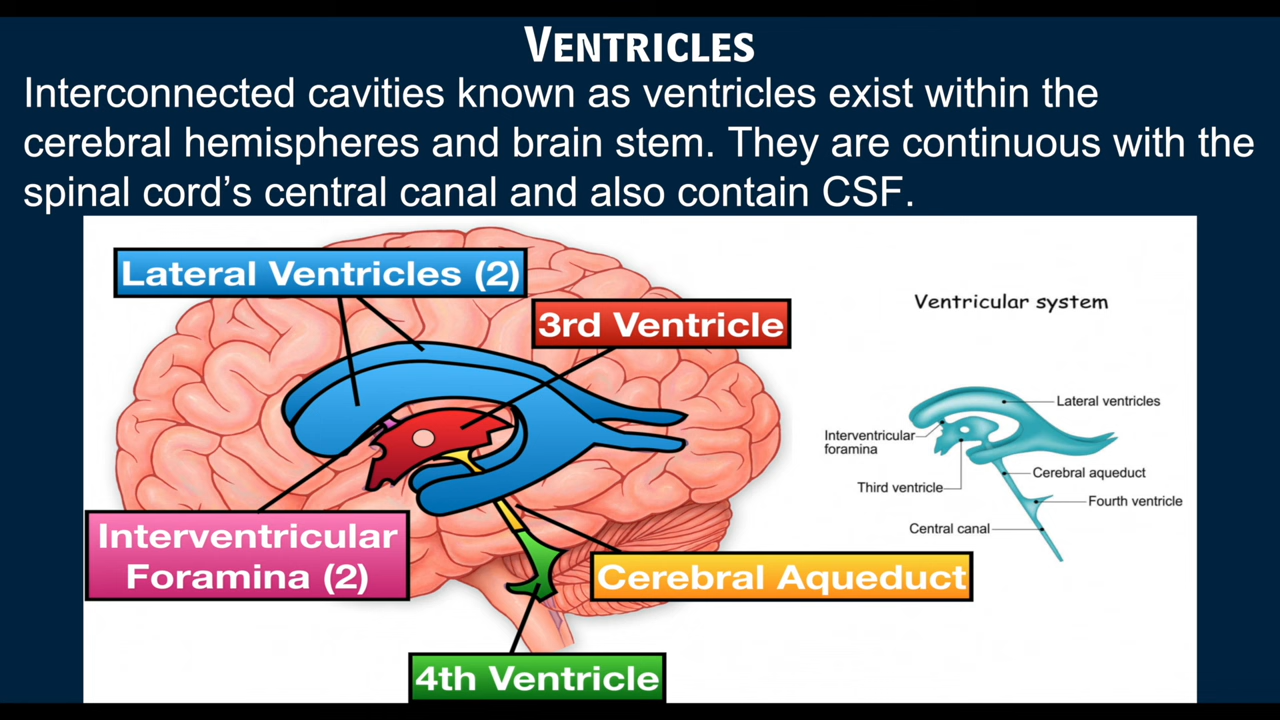 VENTRICLES
Interconnected cavities known as ventricles exist within the
cerebral hemispheres and brain stem. They are continuous with the
spinal cord’s central canal and also contain CSF.
Lateral Ventricles (2)
3rd Ventricle
Interventricular
Foramina (2)
Cerebral Aqueduct
4th Ventricle
Ventricular system
Lateral ventricles
Interventricular
foramina
Cerebral aqueduct
Third ventricle
Fourth ventricle
Central canal